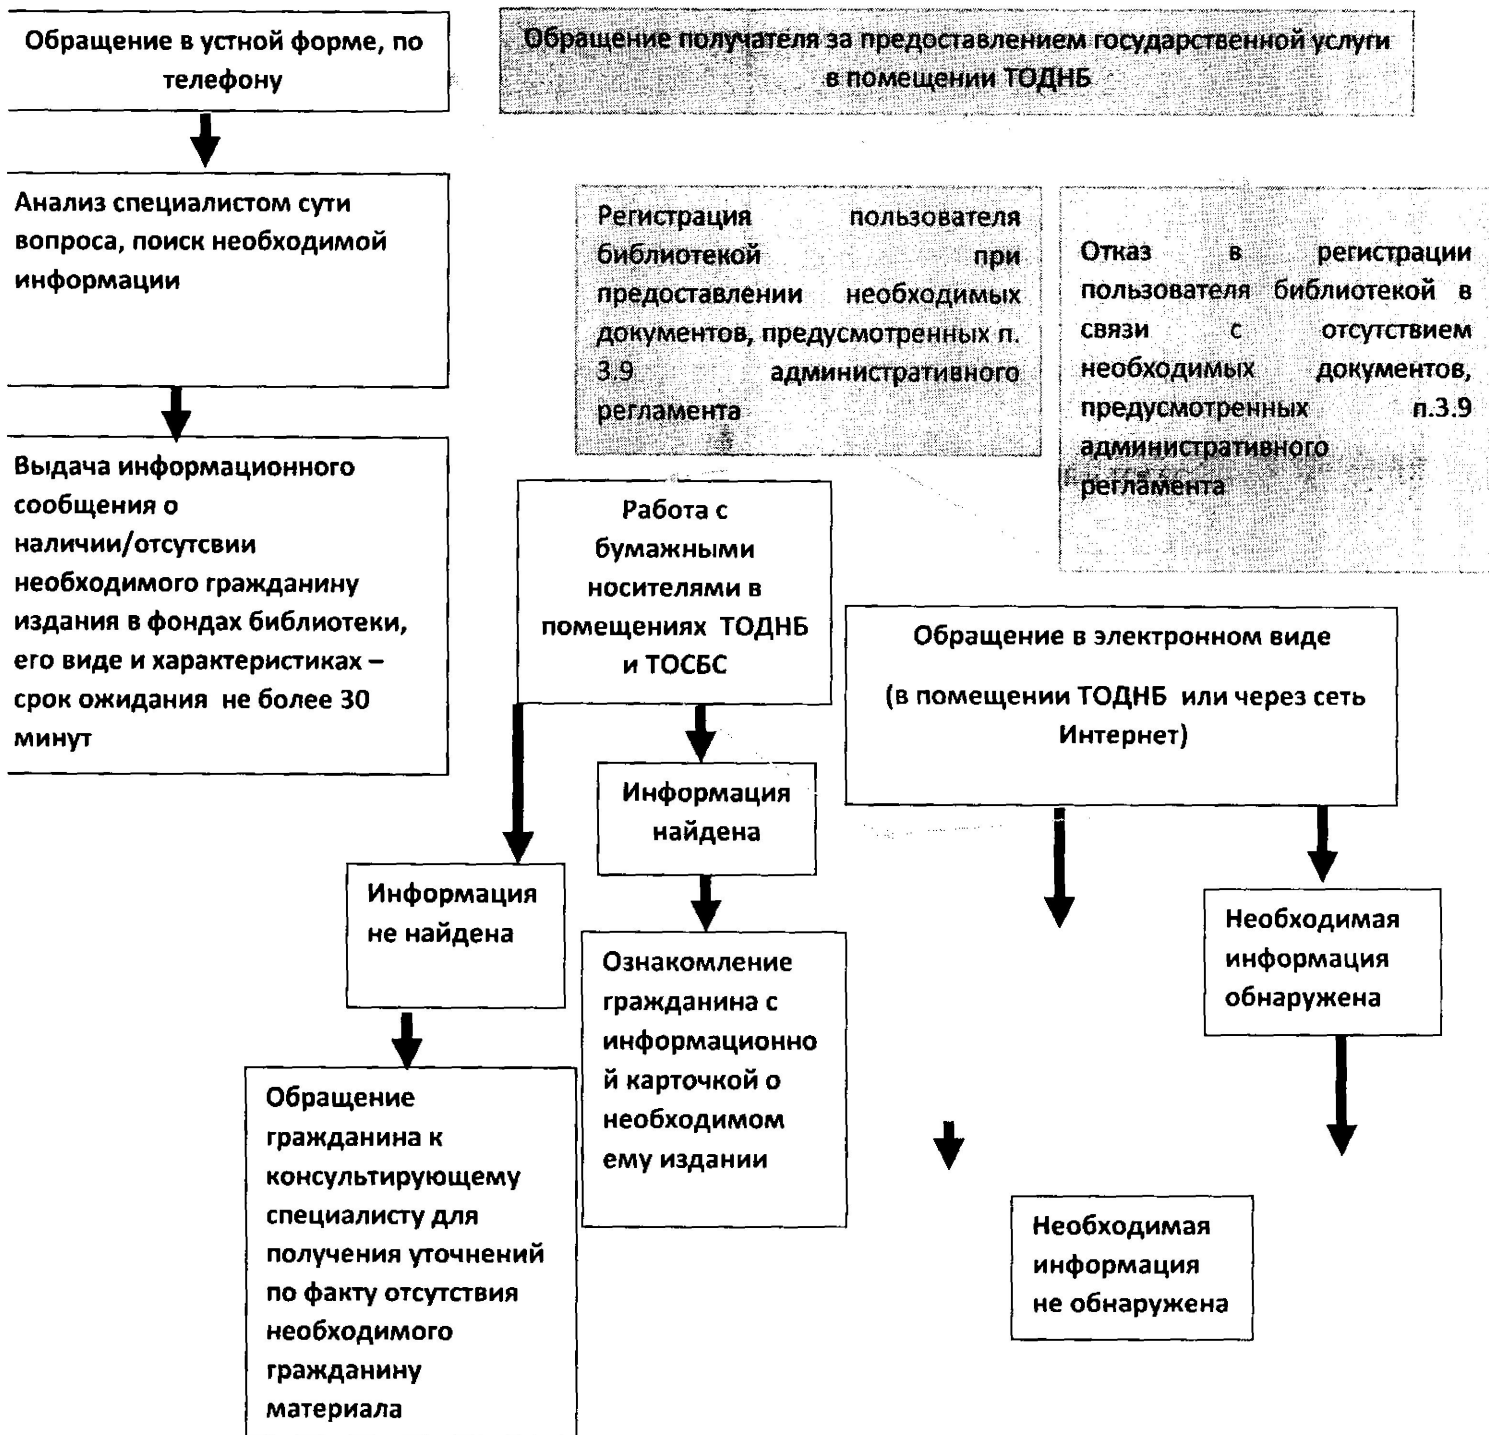 Обращение в устной форме, по
телефону
Обращение получателя за предоставлением государственной услуги
в помещении ТОДНБ
Анализ специалистом сути
вопроса, поиск необходимой
информации
Регистрация пользователя
библиотекой при
предоставлении необходимых
документов, предусмотренных п.
3.9 административного
регламента
Отказ в регистрации
пользователя библиотекой в
связи с отсутствием
необходимых документов,
предусмотренных п.3.9
административного
регламента
Выдача информационного
сообщения о
наличии/отсутсвии
необходимого гражданину
издания в фондах библиотеки,
его виде и характеристиках –
срок ожидания не более 30
минут
Работа с
бумажными
носителями в
помещениях ТОДНБ
и ТОСБС
Обращение в электронном виде
(в помещении ТОДНБ или через сеть
Интернет)
Информация
найдена
Информация
не найдена
Необходимая
информация
обнаружена
Ознакомление
гражданина с
информационно
й карточкой о
необходимом
ему издании
Обращение
гражданина к
консультирующему
специалисту для
получения уточнений
по факту отсутствия
необходимого
гражданину
материала
Необходимая
информация
не обнаружена